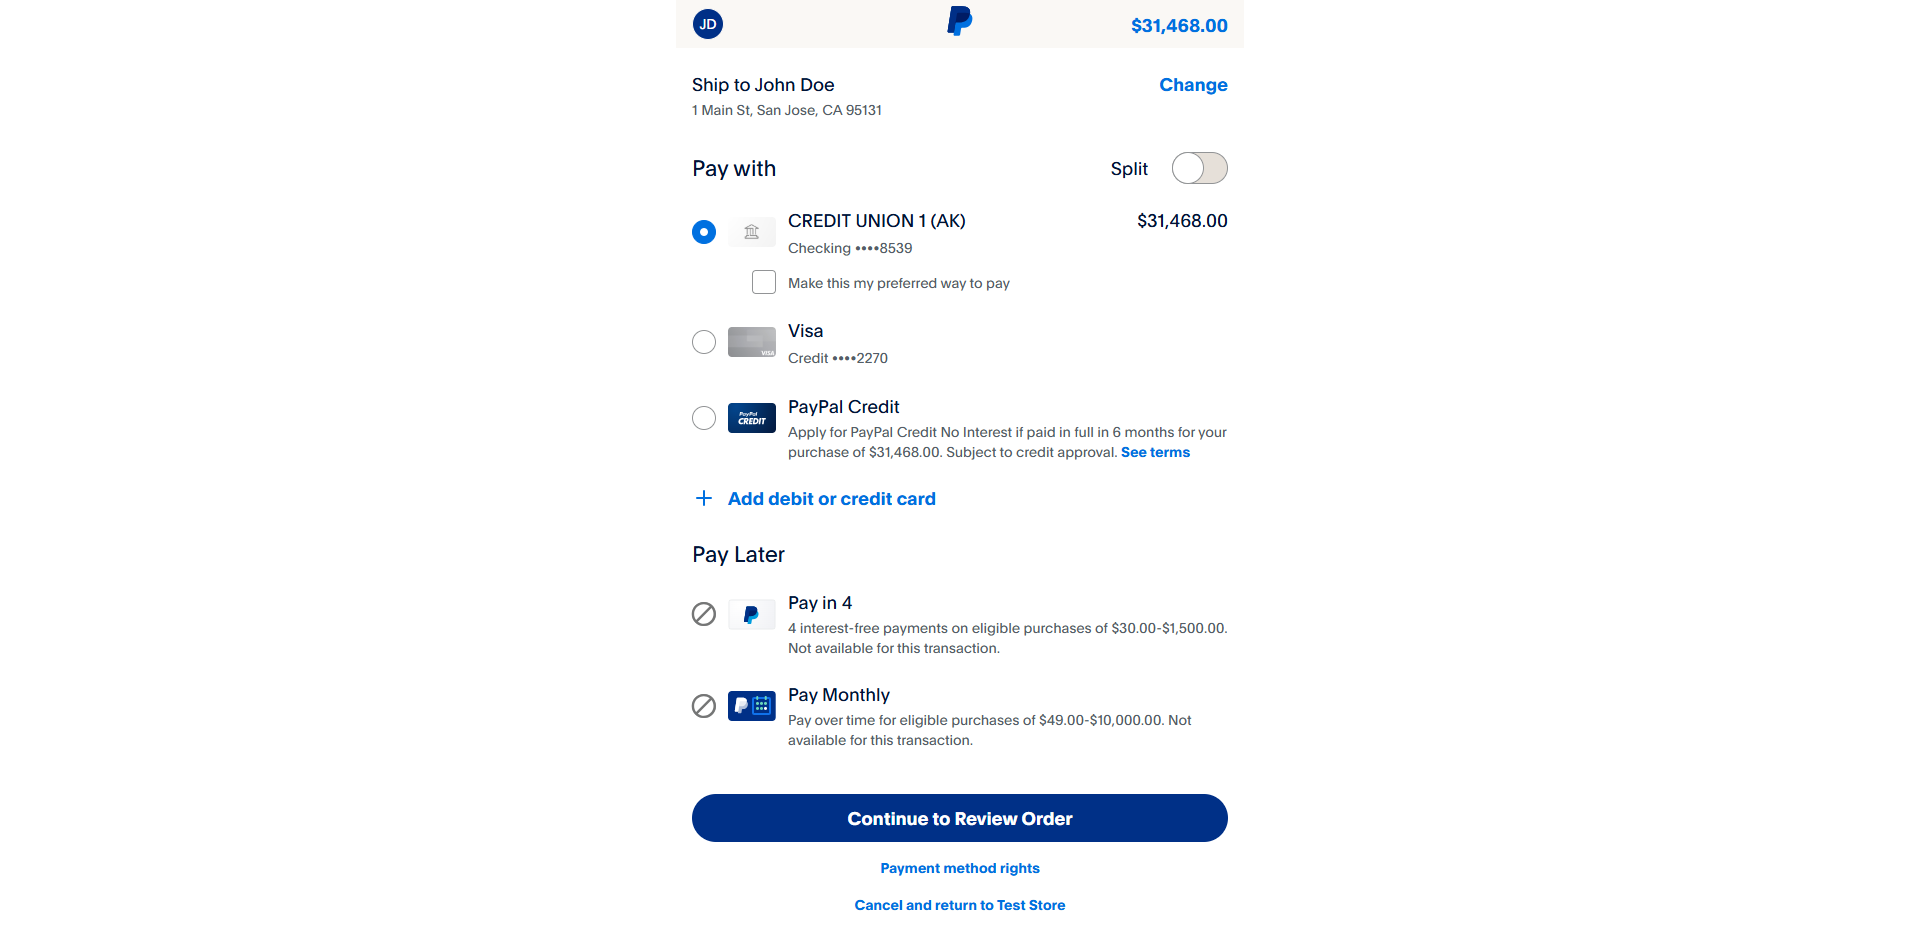 JD
$31,468.00
Ship to John Doe
Change
1 Main St, San Jose, CA 95131
Pay with
Split
CREDIT UNION 1 (AK)
$31,468.00
Checking ••••8539
Make this my preferred way to pay
Visa
VISA
Credit ••••2270
PayPal Credit
PayPal
CREDIT
Apply for PayPal Credit No Interest if paid in full in 6 months for your
purchase of $31,468.00. Subject to credit approval. See terms
+ Add debit or credit card
Pay Later
Pay in 4
4 interest-free payments on eligible purchases of $30.00-$1,500.00.
Not available for this transaction.
Pay Monthly
Pay over time for eligible purchases of $49.00-$10,000.00. Not
available for this transaction.
Continue to Review Order
Payment method rights
Cancel and return to Test Store